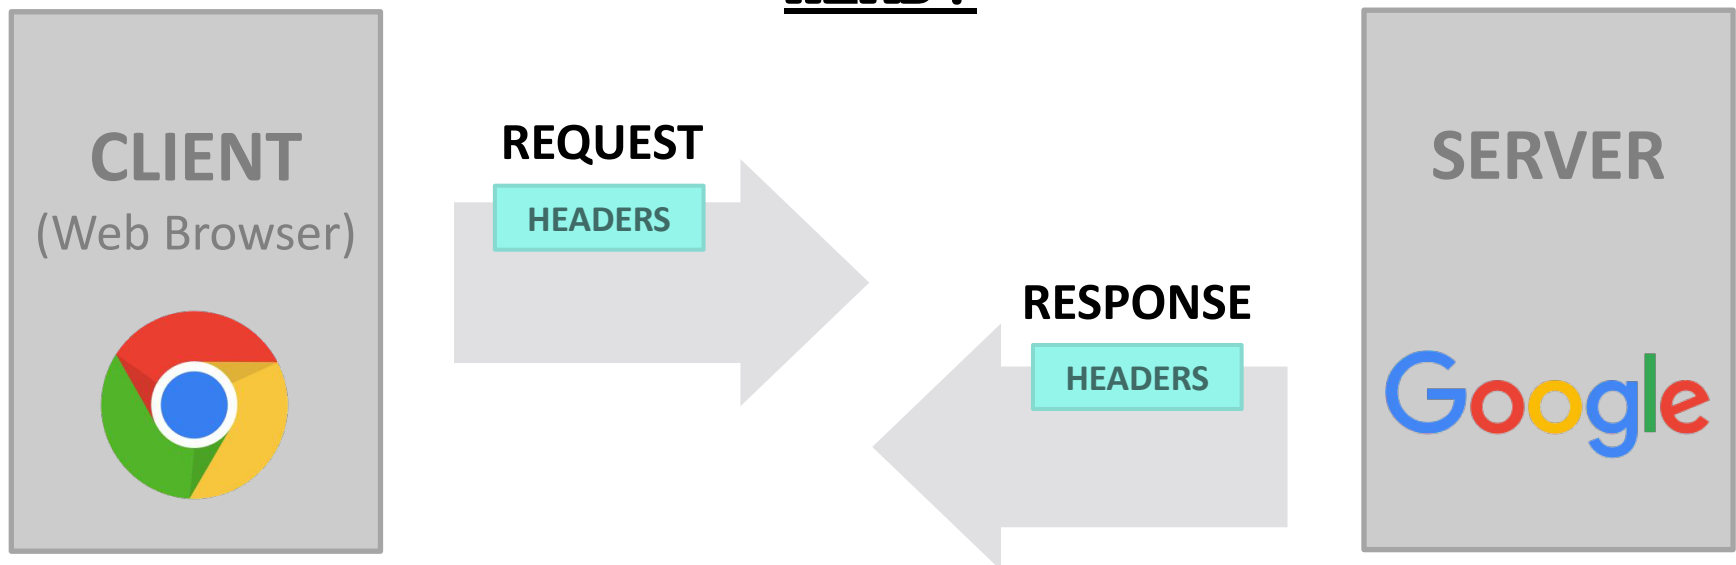 CLIENT
(Web Browser)
REQUEST
HEADERS
RESPONSE
HEADERS
SERVER
Google